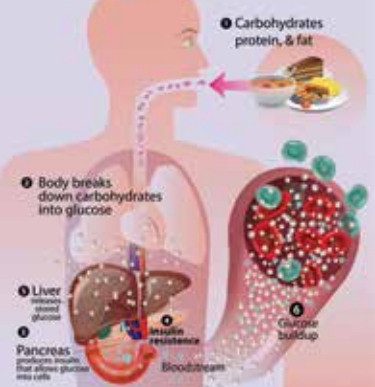 1 Carbohydrates
protein, & fat
2 Body breaks
down carbohydrates
into glucose
5 Liver
releases
stored
glucose
3
Pancreas
produces insulin
that allows glucose
into cells
4
Insulin
resistence
Bloodstream
6
Glucose
buildup